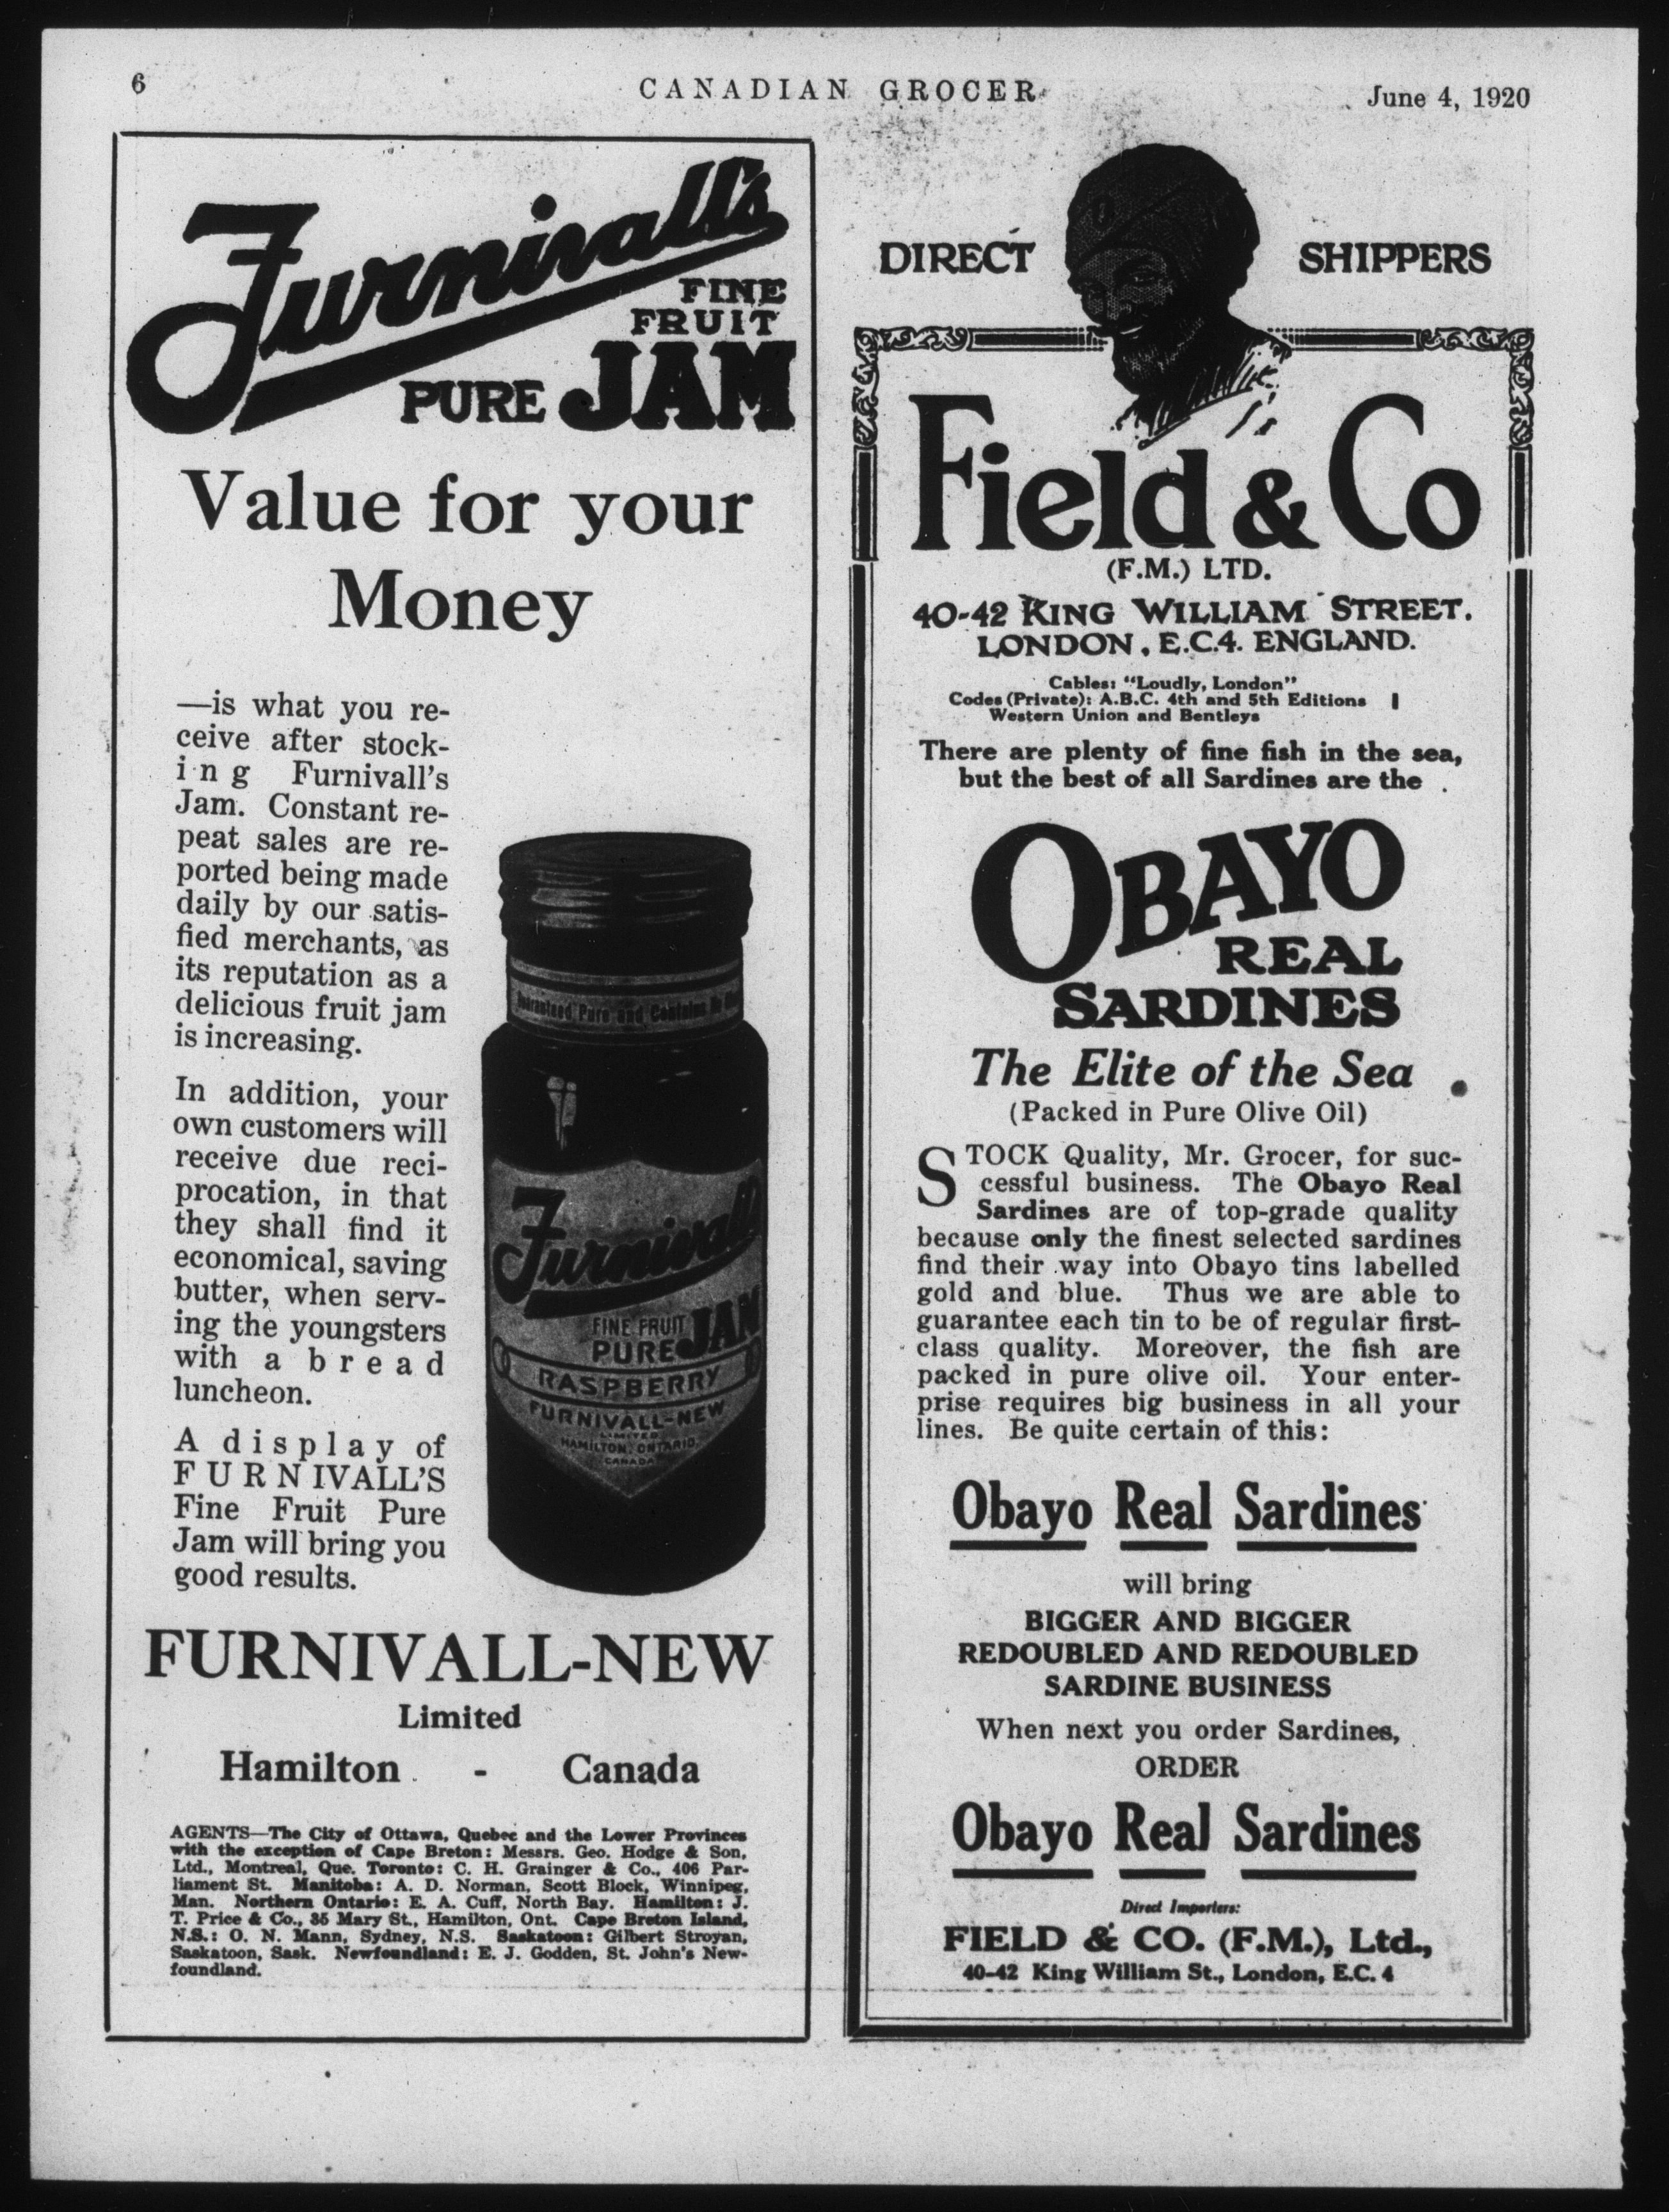 6
CANADIAN GROCER
June 4, 1920
Furnivall's
FINE
FRUIT
PURE JAM
Value for your
Money
—is what you re-
ceive after stock-
ing Furnivall's
Jam. Constant re-
peat sales are re-
ported being made
daily by our satis-
fied merchants, as
its reputation as a
delicious fruit jam
is increasing.
In addition, your
own customers will
receive due reci-
procation, in that
they shall find it
economical, saving
butter, when serv-
ing the youngsters
with a bread
luncheon.
A display of
FURNIVALL'S
Fine Fruit Pure
Jam will bring you
good results.
Guaranteed Pure and Contains No
Furnivall's
FINE FRUIT
PURE JAM
RASPBERRY
FURNIVALL-NEW
LIMITED
HAMILTON, ONTARIO.
CANADA
FURNIVALL-NEW
Limited
Hamilton - Canada
AGENTS—The City of Ottawa, Quebec and the Lower Provinces
with the exception of Cape Breton: Messrs. Geo. Hodge & Son,
Ltd., Montreal, Que. Toronto: C. H. Grainger & Co., 406 Par-
liament St. Manitoba: A. D. Norman, Scott Block, Winnipeg,
Man. Northern Ontario: E. A. Cuff, North Bay. Hamilton: J.
T. Price & Co., 35 Mary St., Hamilton, Ont. Cape Breton Island,
N.S.: O. N. Mann, Sydney, N.S. Saskatoon: Gilbert Stroyan,
Saskatoon, Sask. Newfoundland: E. J. Godden, St. John's New-
foundland.
DIRECT SHIPPERS
Field & Co
(F.M.) LTD.
40-42 KING WILLIAM STREET.
LONDON, E.C.4. ENGLAND.
Cables: "Loudly, London"
Codes (Private): A.B.C. 4th and 5th Editions
Western Union and Bentleys
There are plenty of fine fish in the sea,
but the best of all Sardines are the
OBAYO
REAL
SARDINES
The Elite of the Sea
(Packed in Pure Olive Oil)
STOCK Quality, Mr. Grocer, for suc-
cessful business. The Obayo Real
Sardines are of top-grade quality
because only the finest selected sardines
find their way into Obayo tins labelled
gold and blue. Thus we are able to
guarantee each tin to be of regular first-
class quality. Moreover, the fish are
packed in pure olive oil. Your enter-
prise requires big business in all your
lines. Be quite certain of this:
Obayo Real Sardines
will bring
BIGGER AND BIGGER
REDOUBLED AND REDOUBLED
SARDINE BUSINESS
When next you order Sardines,
ORDER
Obayo Real Sardines
Direct Importers:
FIELD & CO. (F.M.), Ltd.,
40-42 King William St., London, E.C. 4